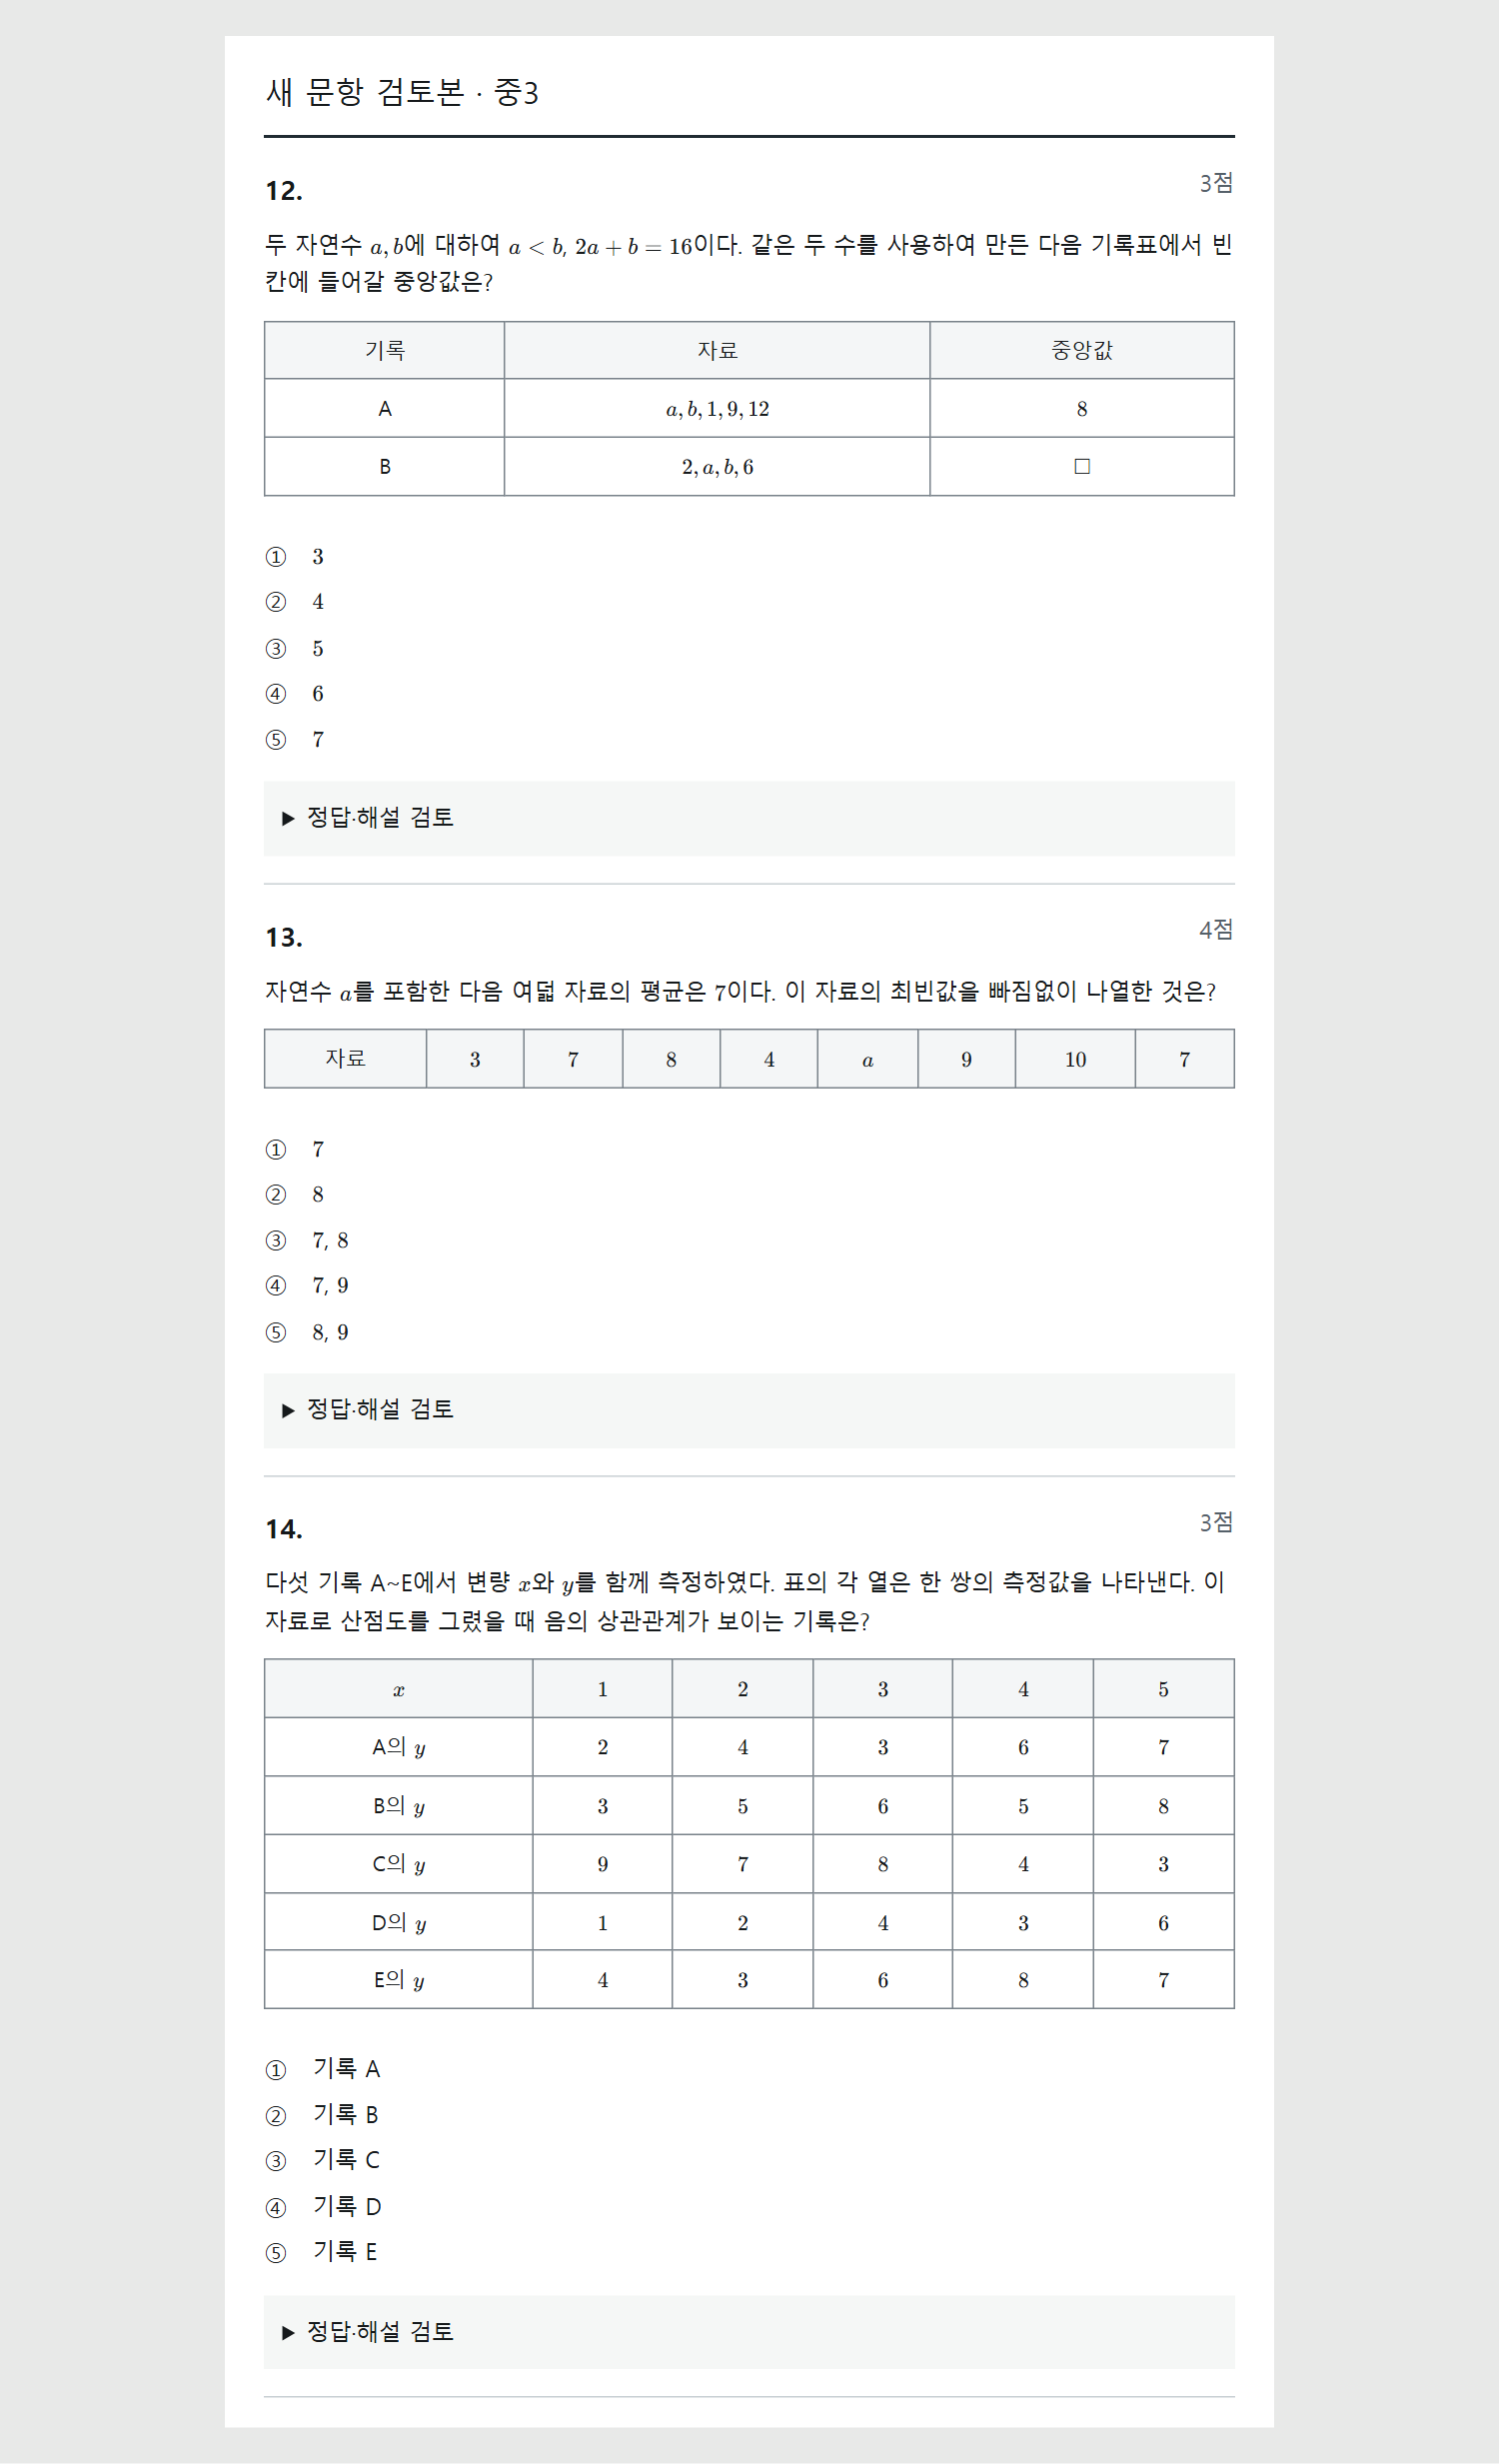 새 문항 검토본 · 중3
12.
3점
두 자연수 a, b에 대하여 a < b, 2a + b = 16이다. 같은 두 수를 사용하여 만든 다음 기록표에서 빈
칸에 들어갈 중앙값은?
기록 자료 중앙값
A a, b, 1, 9, 12 8
B 2, a, b, 6 □
① 3
② 4
③ 5
④ 6
⑤ 7
▶ 정답·해설 검토
13.
4점
자연수 a를 포함한 다음 여덟 자료의 평균은 7이다. 이 자료의 최빈값을 빠짐없이 나열한 것은?
자료 3 7 8 4 a 9 10 7
① 7
② 8
③ 7, 8
④ 7, 9
⑤ 8, 9
▶ 정답·해설 검토
14.
3점
다섯 기록 A~E에서 변량 x와 y를 함께 측정하였다. 표의 각 열은 한 쌍의 측정값을 나타낸다. 이
자료로 산점도를 그렸을 때 음의 상관관계가 보이는 기록은?
x 1 2 3 4 5
A의 y 2 4 3 6 7
B의 y 3 5 6 5 8
C의 y 9 7 8 4 3
D의 y 1 2 4 3 6
E의 y 4 3 6 8 7
① 기록 A
② 기록 B
③ 기록 C
④ 기록 D
⑤ 기록 E
▶ 정답·해설 검토